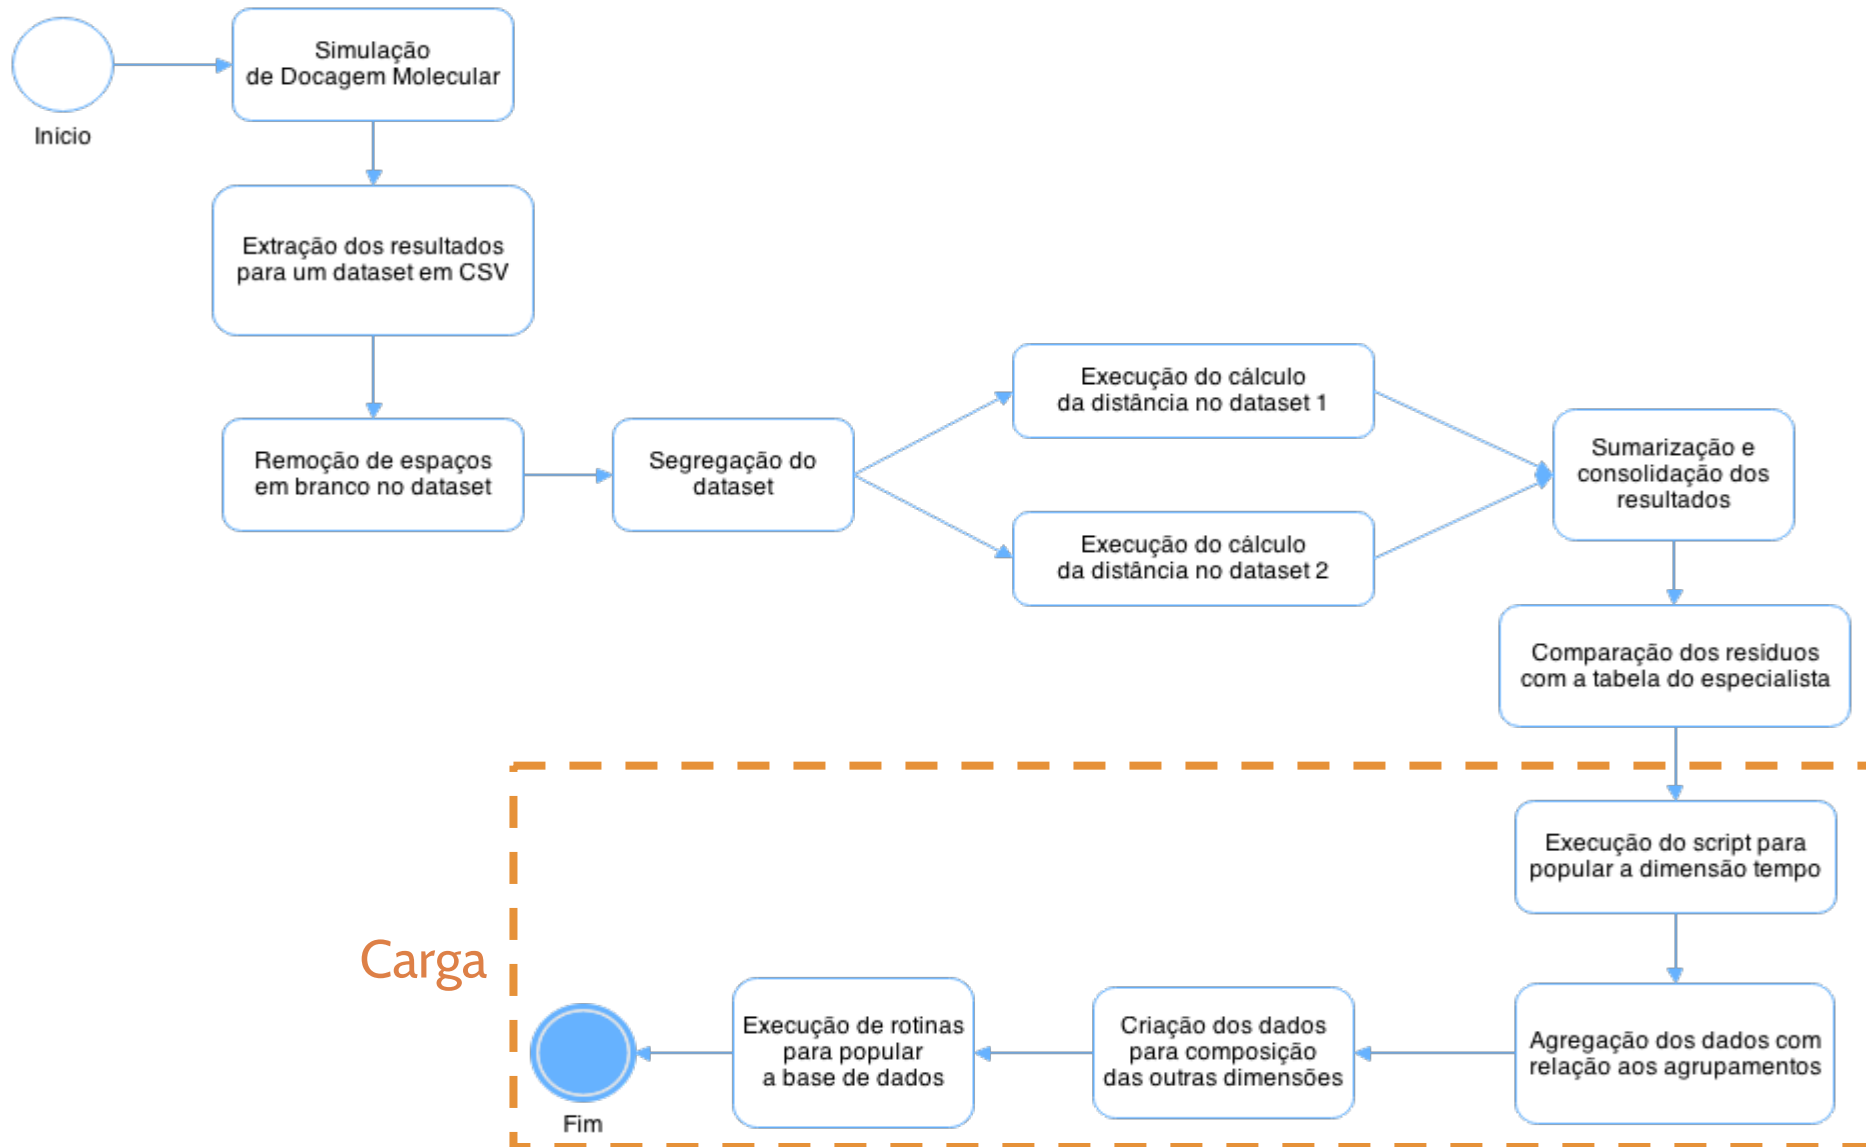 Simulação
de Docagem Molecular
Início
Extração dos resultados
para um dataset em CSV
Remoção de espaços
em branco no dataset
Segregação do
dataset
Execução do cálculo
da distância no dataset 1
Execução do cálculo
da distância no dataset 2
Sumarização e
consolidação dos
resultados
Comparação dos resíduos
com a tabela do especialista
Execução do script para
popular a dimensão tempo
Carga
Agregação dos dados com
relação aos agrupamentos
Criação dos dados
para composição
das outras dimensões
Execução de rotinas
para popular
a base de dados
Fim